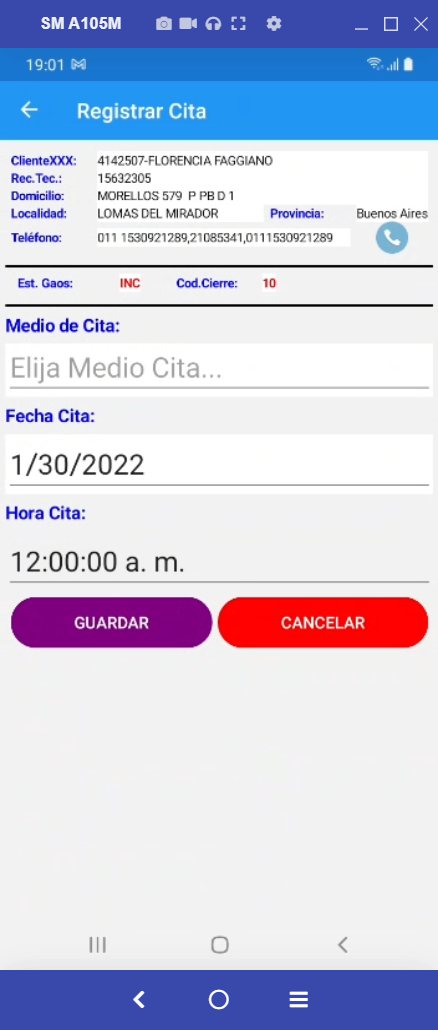 SM A105M
19:01
Registrar Cita
ClienteXXX: 4142507-FLORENCIA FAGGIANO
Rec.Tec.: 15632305
Domicilio: MORELLOS 579 P PB D 1
Localidad: LOMAS DEL MIRADOR Provincia: Buenos Aires
Teléfono: 011 1530921289,21085341,0111530921289
Est. Gaos: INC Cod.Cierre: 10
Medio de Cita:
Elija Medio Cita...
Fecha Cita:
1/30/2022
Hora Cita:
12:00:00 a. m.
GUARDAR CANCELAR